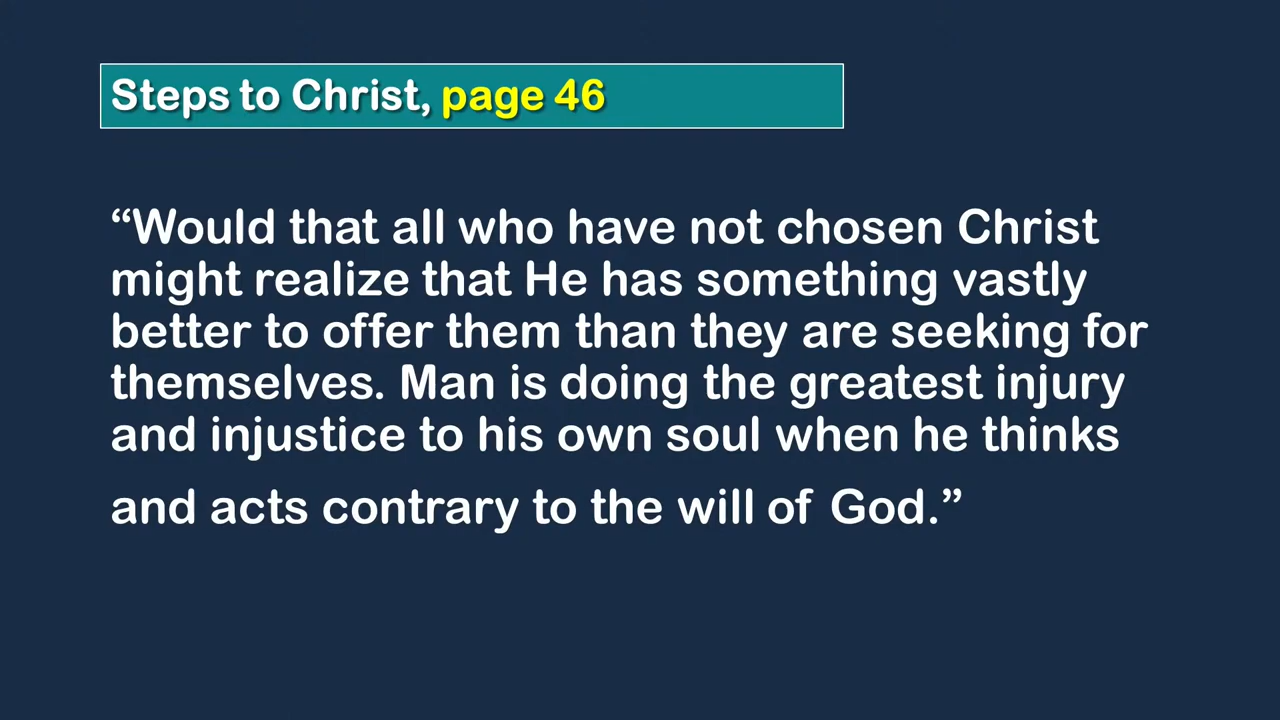 Steps to Christ, page 46
“Would that all who have not chosen Christ
might realize that He has something vastly
better to offer them than they are seeking for
themselves. Man is doing the greatest injury
and injustice to his own soul when he thinks
and acts contrary to the will of God.”